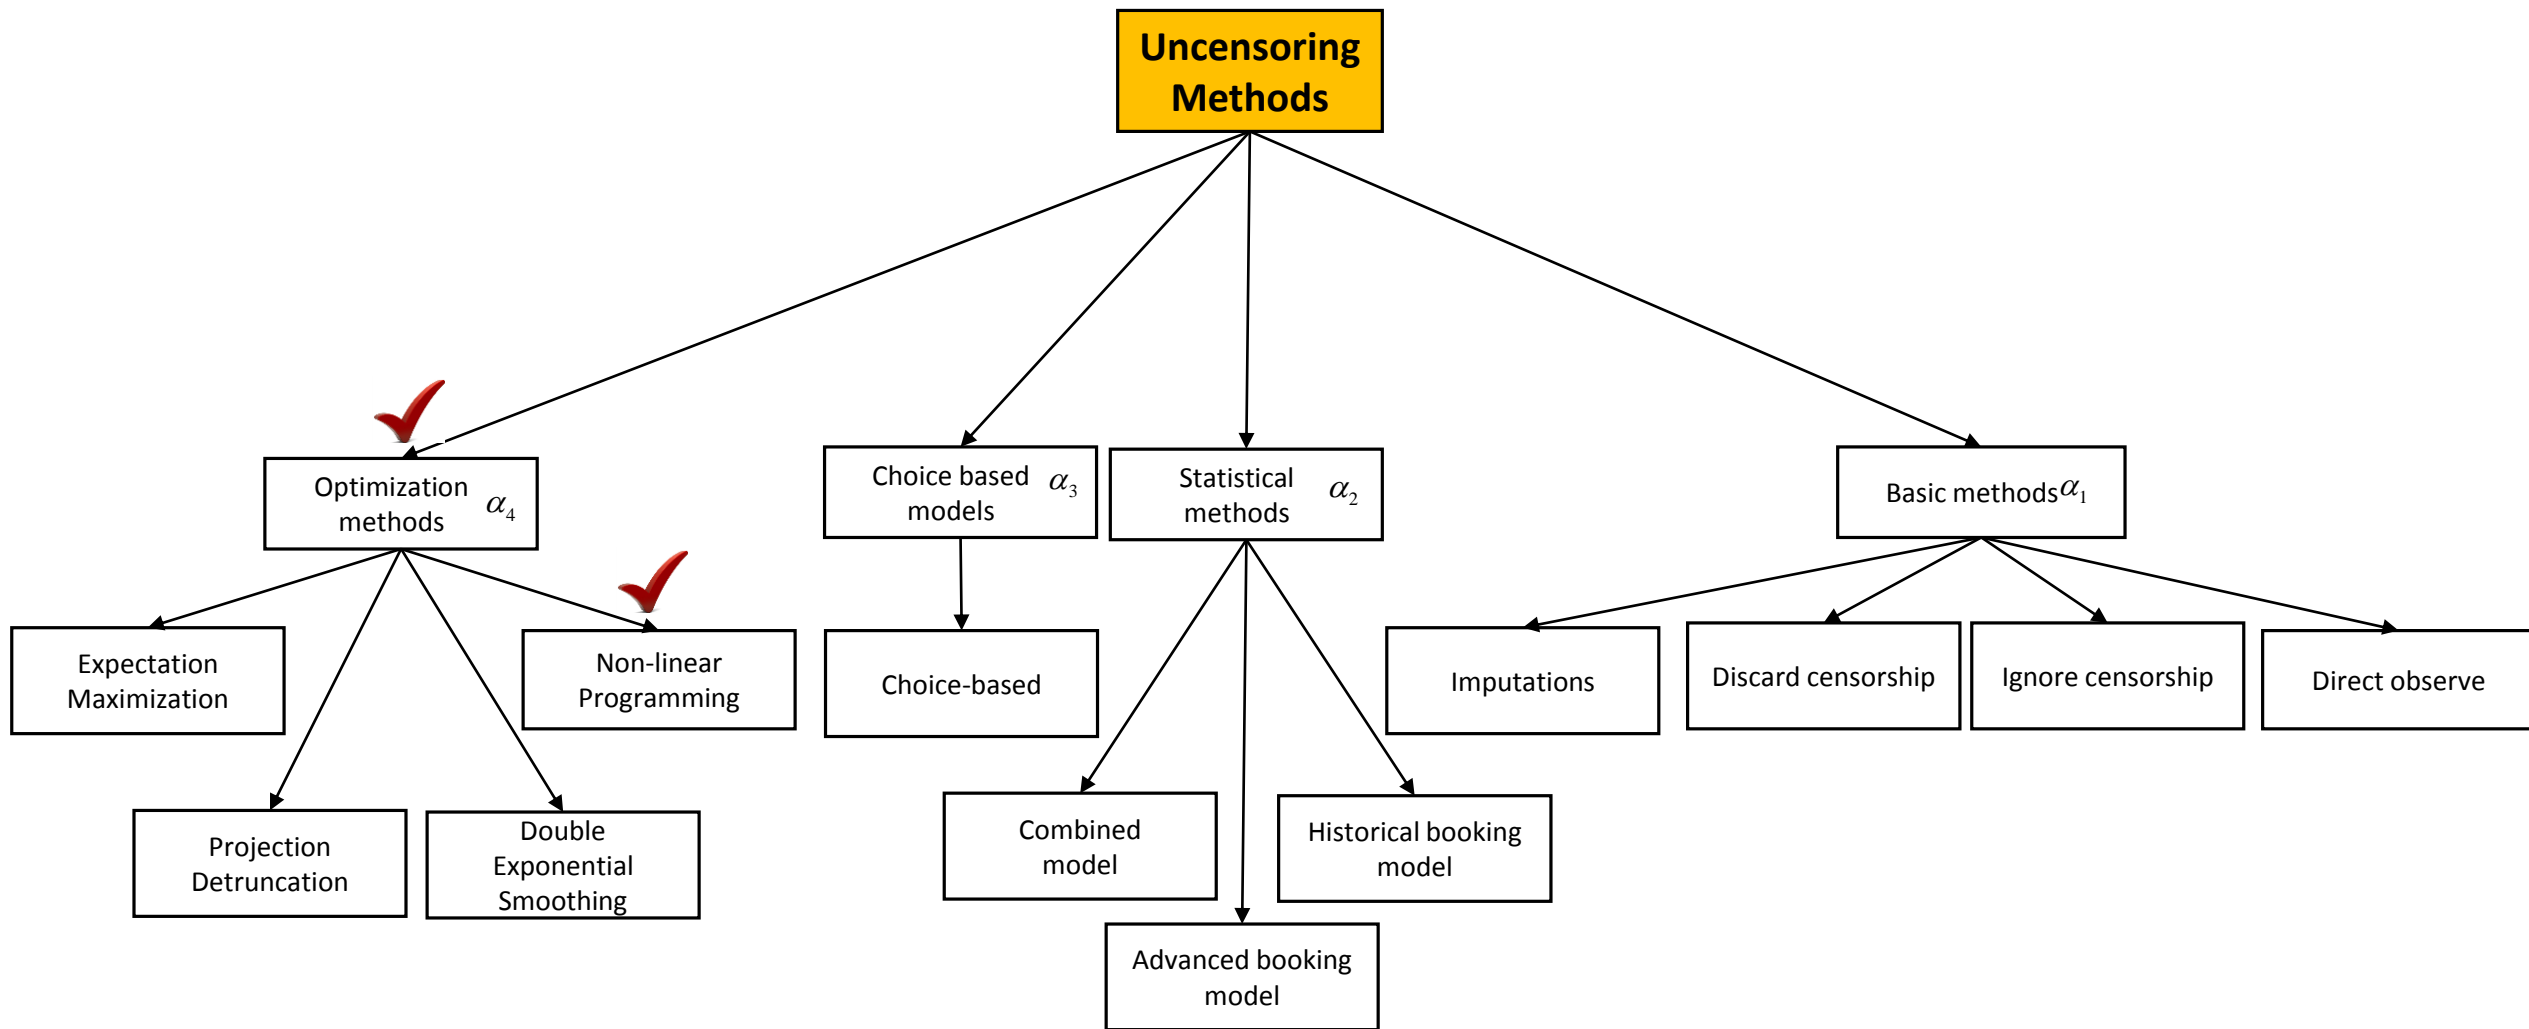 Uncensoring
Methods
Optimization
methods α4
Choice based α3
models
Statistical
methods α2
Basic methods α1
Expectation
Maximization
Non-linear
Programming
Choice-based
Imputations
Discard censorship
Ignore censorship
Direct observe
Projection
Detruncation
Double
Exponential
Smoothing
Combined
model
Historical booking
model
Advanced booking
model